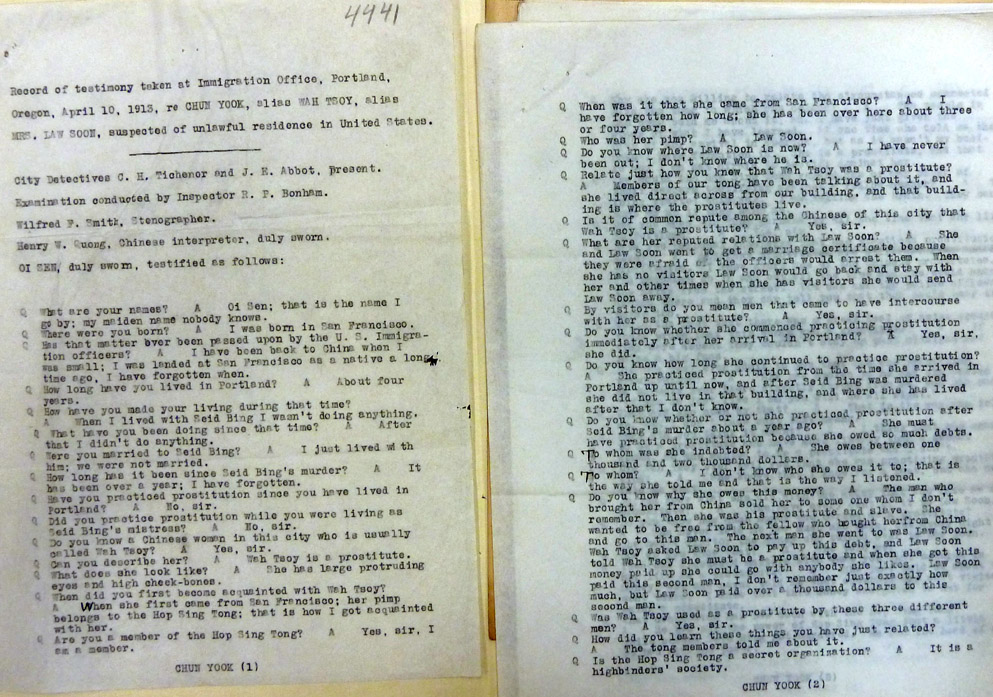 4441
Record of testimony taken at Immigration Office, Portland,
Oregon, April 10, 1913, re CHUN YOOK, alias WAH TSOY, alias
MRS. LAW SOON, suspected of unlawful residence in United States.
City Detectives C. H. Tichenor and J. E. Abbot, present.
Examination conducted by Inspector R. P. Bonham.
Wilfred F. Smith, Stenographer.
Henry W. Quong, Chinese interpreter, duly sworn.
OI SEN, duly sworn, testified as follows:
Q What are your names? A Oi Sen; that is the name I
go by; my maiden name nobody knows.
Q Where were you born? A I was born in San Francisco.
Q Has that matter ever been passed upon by the U. S. Immigra-
tion officers? A I have been back to China when I
was small; I was landed at San Francisco as a native a long
time ago, I have forgotten when.
Q How long have you lived in Portland? A About four
years.
Q How have you made your living during that time?
A When I lived with Seid Bing I wasn't doing anything.
Q What have you been doing since that time? A After
that I didn't do anything.
Q Were you married to Seid Bing? A I just lived with
him; we were not married.
Q How long has it been since Seid Bing's murder? A It
has been over a year; I have forgotten.
Q Have you practiced prostitution since you have lived in
Portland? A No, sir.
Q Did you practice prostitution while you were living as
Seid Bing's mistress? A No, sir.
Q Do you know a Chinese woman in this city who is usually
called Wah Tsoy? A Yes, sir.
Q Can you describe her? A Wah Tsoy is a prostitute.
Q What does she look like? A She has large protruding
eyes and high cheek-bones.
Q When did you first become acquainted with Wah Tsoy?
A When she first came from San Francisco; her pimp
belongs to the Hop Sing Tong; that is how I got acquainted
with her.
Q Are you a member of the Hop Sing Tong? A Yes, sir, I
am a member.
CHUN YOOK (1)
Q When was it that she came from San Francisco? A I
have forgotten how long; she has been over here about three
or four years.
Q Who was her pimp? A Law Soon.
Q Do you know where Law Soon is now? A I have never
been out; I don't know where he is.
Q Relate just how you know that Wah Tsoy was a prostitute?
A Members of our tong have been talking about it, and
she lived direct across from our building, and that build-
ing is where the prostitutes live.
Q Is it of common repute among the Chinese of this city that
Wah Tsoy is a prostitute? A Yes, sir.
Q What are her reputed relations with Law Soon? A She
and Law Soon went to get a marriage certificate because
they were afraid of the officers would arrest them. When
she has no visitors Law Soon would go back and stay with
her and other times when she has visitors she would send
Law Soon away.
Q By visitors do you mean men that came to have intercourse
with her as a prostitute? A Yes, sir.
Q Do you know whether she commenced practicing prostitution
immediately after her arrival in Portland? A Yes, sir,
she did.
Q Do you know how long she continued to practice prostitution?
A She practiced prostitution from the time she arrived in
Portland up until now, and after Seid Bing was murdered
she did not live in that building, and where she has lived
after that I don't know.
Q Do you know whether or not she practiced prostitution after
Seid Bing's murder about a year ago? A She must
have practiced prostitution because she owed so much debts.
Q To whom was she indebted? She owes between one
thousand and two thousand dollars.
Q To whom? A I don't know who she owes it to; that is
the way she told me and that is the way I listened.
Q Do you know why she owes this money? A The man who
brought her from China sold her to some one whom I don't
remember. Then she was his prostitute and slave. She
wanted to be free from the fellow who bought herfrom China
and go to this man. The next man she went to was Law Soon.
Wah Tsoy asked Law Soon to pay up this debt, and Law Soon
told Wah Tsoy she must be a prostitute and when she got this
money paid up she could go with anybody she likes. Law Soon
paid this second man, I don't remember just exactly how
much, but Law Soon paid over a thousand dollars to this
second man.
Q Was Wah Tsoy used as a prostitute by these three different
men? A Yes, sir.
Q How did you learn these things you have just related?
A The tong members told me about it.
Q Is the Hop Sing Tong a secret organization? A It is a
highbinders' society.
CHUN YOOK (2)